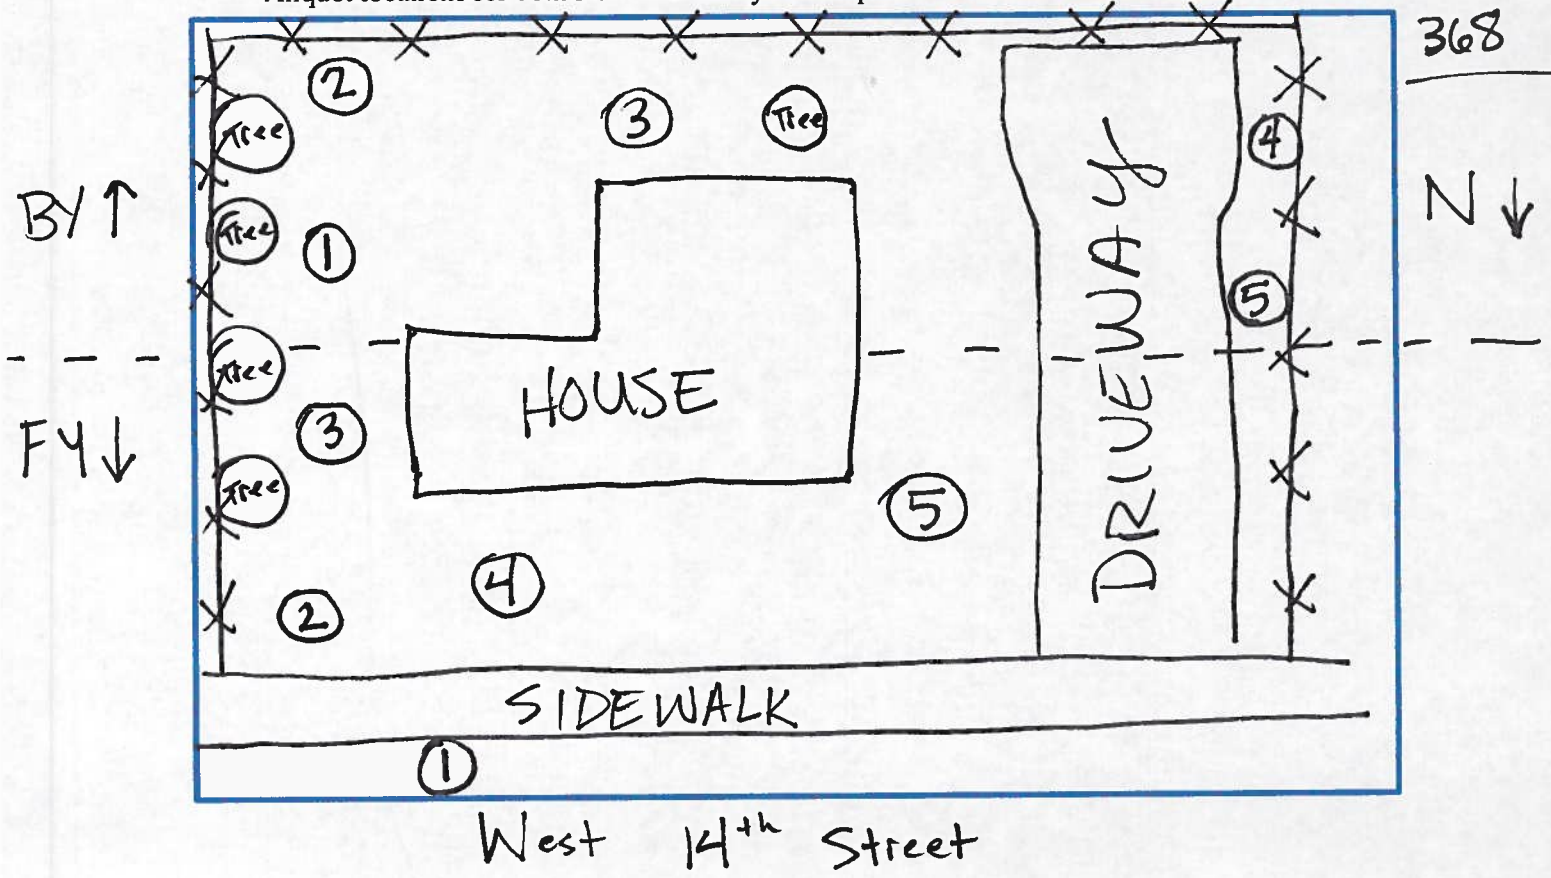 368
②
Tree
③
Tree
④
BY ↑
Tree
①
N ↓
⑤
DRIVEWAY
Tree
HOUSE
FY ↓
③
Tree
⑤
④
②
SIDEWALK
①
West 14th Street